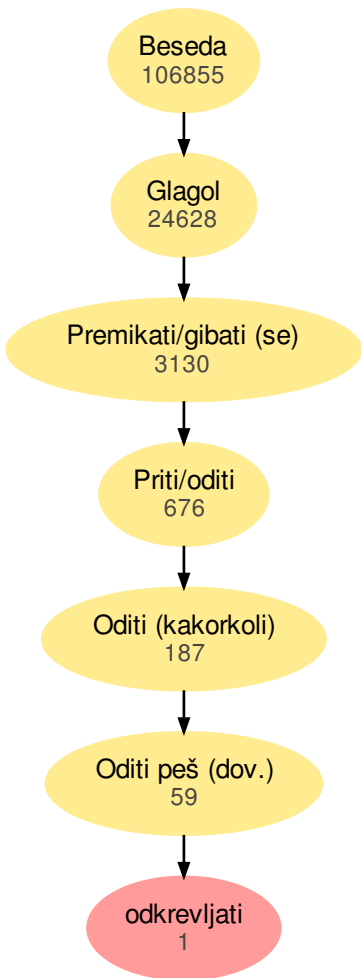 Beseda
106855
Glagol
24628
Premikati/gibati (se)
3130
Priti/oditi
676
Oditi (kakorkoli)
187
Oditi peš (dov.)
59
odkrevljati
1